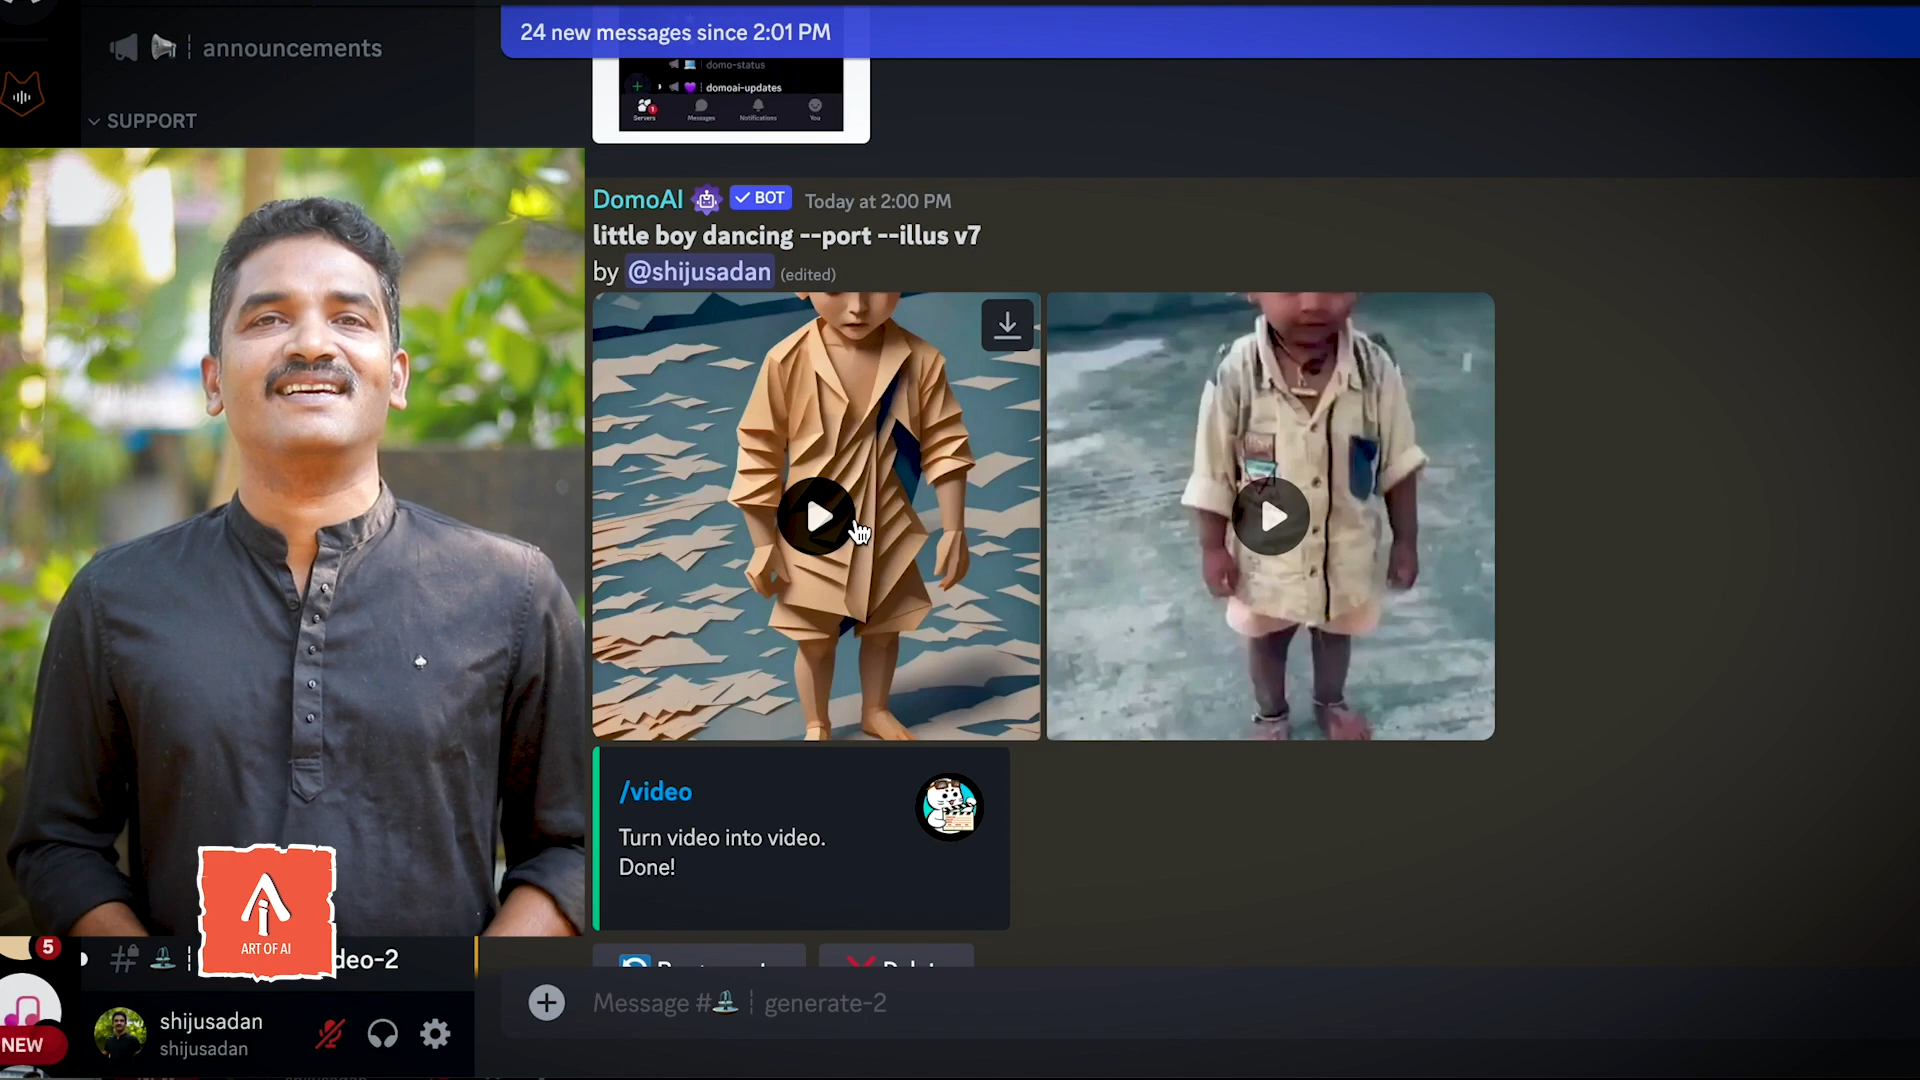 announcements
SUPPORT
24 new messages since 2:01 PM
domo-status
domoai-updates
Servers
Messages
Notifications
You
DomoAI BOT Today at 2:00 PM
little boy dancing --port --illus v7
by @shijusadan (edited)
/video
Turn video into video.
Done!
ART OF AI
5
deo-2
Message # generate-2
shijusadan
shijusadan
NEW